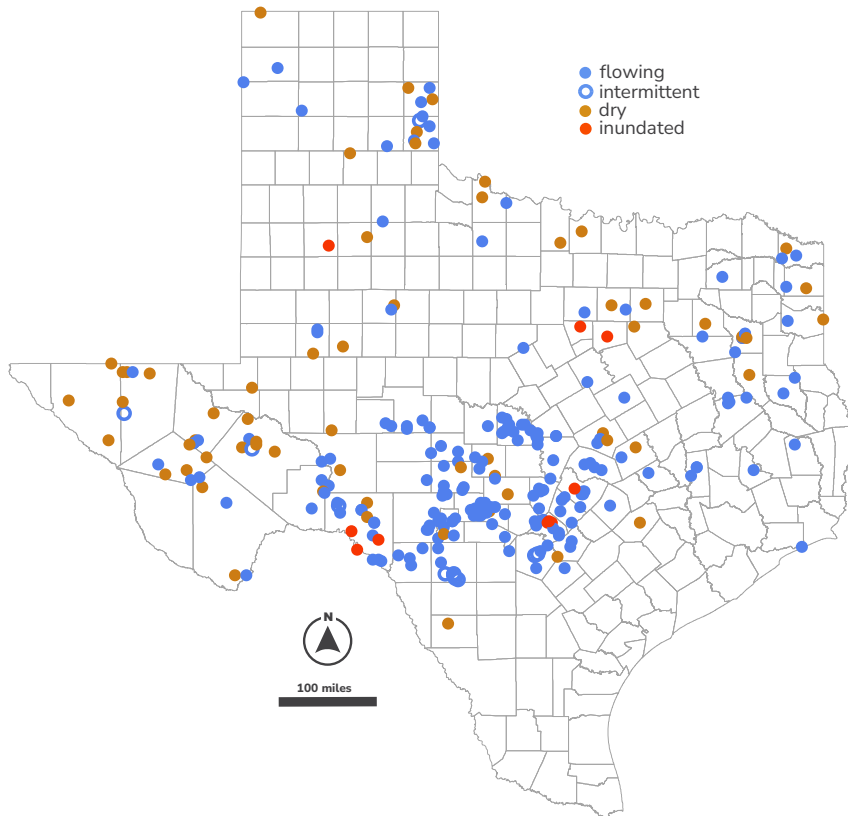 flowing
intermittent
dry
inundated
N
100 miles